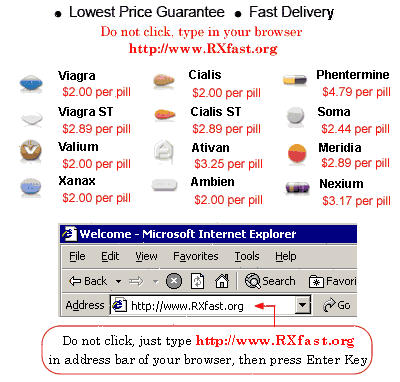 • Lowest Price Guarantee • Fast Delivery
Do not click, type in your browser
http://www.RXfast.org
Viagra Cialis Phentermine
$2.00 per pill $2.00 per pill $4.79 per pill
Viagra ST Cialis ST Soma
$2.89 per pill $2.89 per pill $2.44 per pill
Valium Ativan Meridia
$2.00 per pill $3.25 per pill $2.89 per pill
Xanax Ambien Nexium
$2.00 per pill $2.00 per pill $3.17 per pill
Welcome - Microsoft Internet Explorer
File Edit View Favorites Tools Help
Back Search Favori
Address http://www.RXfast.org Go
Do not click, just type http://www.RXfast.org
in address bar of your browser, then press Enter Key